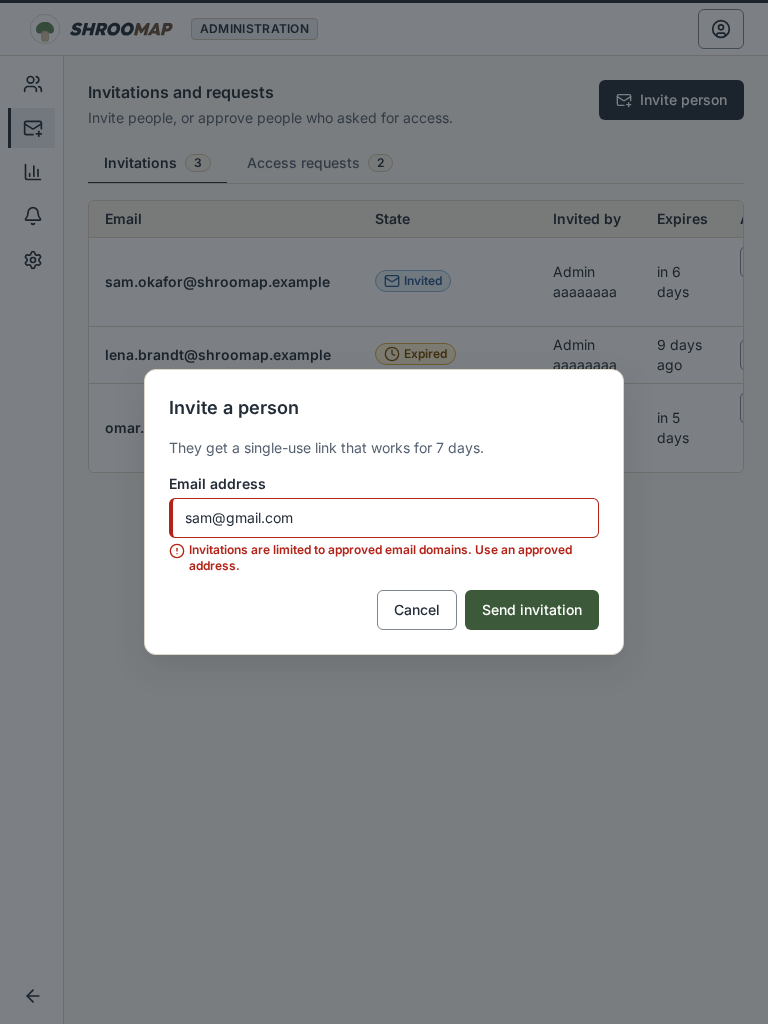 SHROOMAP ADMINISTRATION
Invitations and requests
Invite people, or approve people who asked for access.
Invite person
Invitations 3 Access requests 2
Email State Invited by Expires
sam.okafor@shroomap.example Invited Admin aaaaaaaa in 6 days
lena.brandt@shroomap.example Expired Admin aaaaaaaa 9 days ago
omar. in 5 days
Invite a person
They get a single-use link that works for 7 days.
Email address
sam@gmail.com
Invitations are limited to approved email domains. Use an approved
address.
Cancel Send invitation